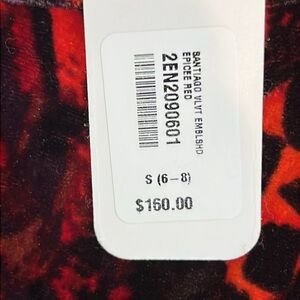 SANTIAGO VLVT EMBLSHD
EPICEE RED
2EN2090601
S (6-8)
$160.00